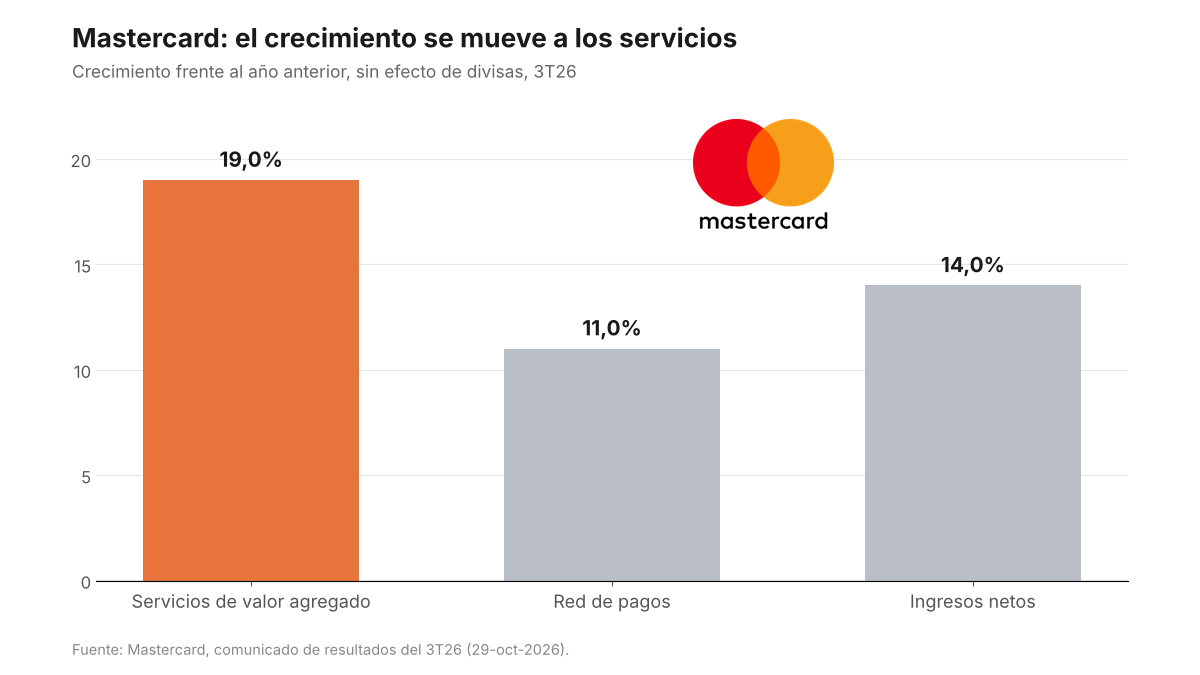 Mastercard: el crecimiento se mueve a los servicios
Crecimiento frente al año anterior, sin efecto de divisas, 3T26
20
15
10
5
0
19,0%
11,0%
14,0%
mastercard
Servicios de valor agregado
Red de pagos
Ingresos netos
Fuente: Mastercard, comunicado de resultados del 3T26 (29-oct-2026).